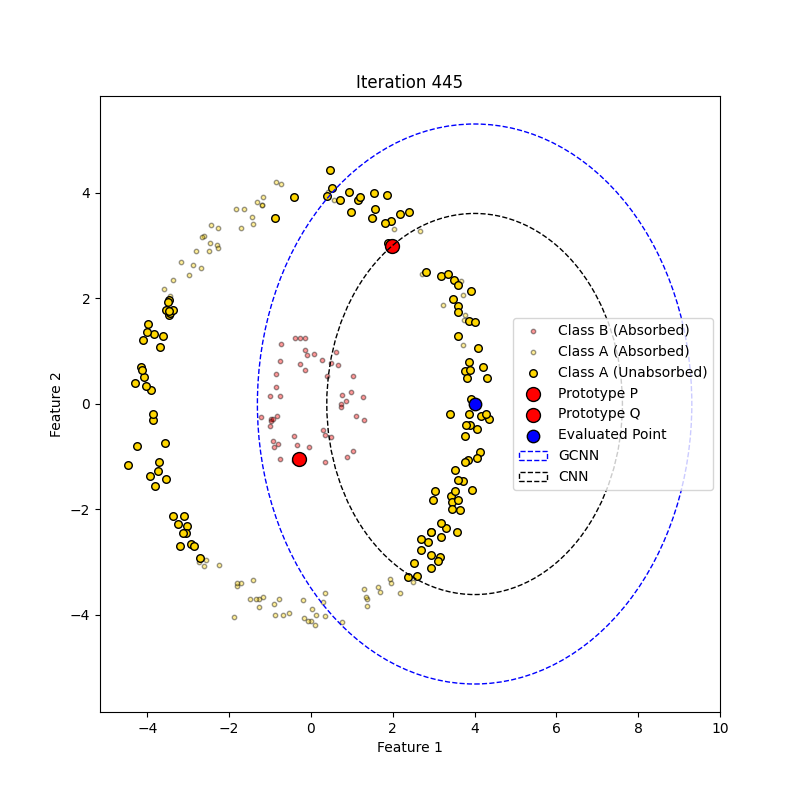 Iteration 445
Feature 2
4
2
0
−2
−4
Class B (Absorbed)
Class A (Absorbed)
Class A (Unabsorbed)
Prototype P
Prototype Q
Evaluated Point
GCNN
CNN
−4 −2 0 2 4 6 8 10
Feature 1